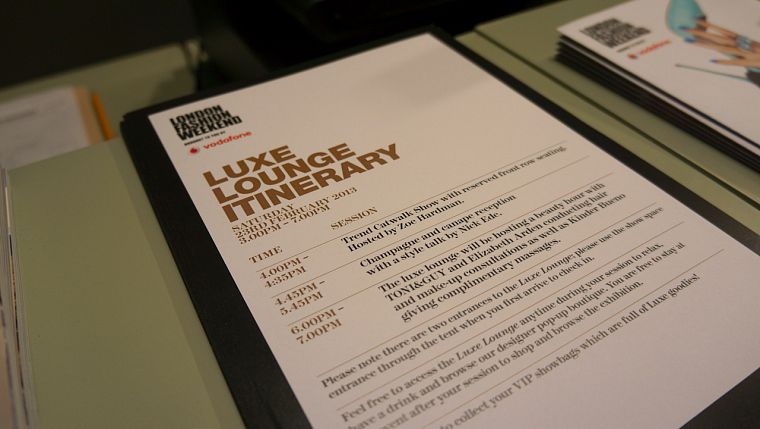 LONDON
FASHION
WEEKEND
BROUGHT TO YOU BY
vodafone
LUXE
LOUNGE
ITINERARY
SATURDAY
23RD FEBRUARY 2013
3.00PM – 7.00PM
TIME
SESSION
4.00PM –
4:35PM
Trend Catwalk Show with reserved front row seating.
Hosted by Zoe Hardman.
4.45PM –
5.45PM
Champagne and canape reception
with a style talk by Nick Ede.
6.00PM –
7.00PM
The luxe lounge will be hosting a beauty hour with
TONI&GUY and Elizabeth Arden conducting hair
and make-up consultations as well as Kinder Bueno
giving complimentary massages.
Please note there are two entrances to the Luxe Lounge, please use the show space
entrance through the tent when you first arrive to check in.
Feel free to access the Luxe Lounge anytime during your session to relax,
have a drink and browse our designer pop-up boutique. You are free to stay at
event after your session to shop and browse the exhibition.
to collect your VIP showbags which are full of Luxe goodies!
LONDON
FASHION
WEEKEND
vodafone